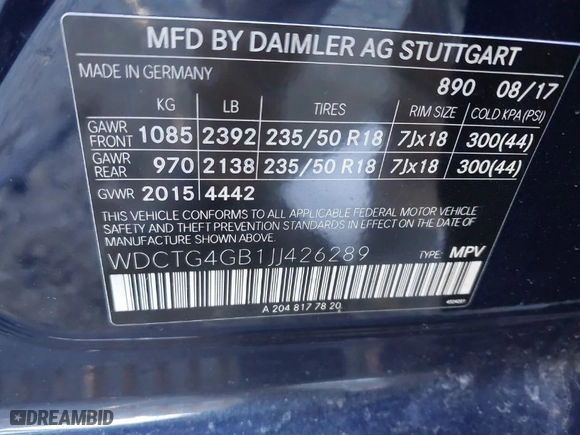 MFD BY DAIMLER AG STUTTGART
MADE IN GERMANY 890 08/17
KG LB TIRES RIM SIZE COLD KPA(PSI)
GAWR FRONT 1085 2392 235/50 R18 7Jx18 300(44)
GAWR REAR 970 2138 235/50 R18 7Jx18 300(44)
GVWR 2015 4442
THIS VEHICLE CONFORMS TO ALL APPLICABLE FEDERAL MOTOR VEHICLE
SAFETY AND THEFT PREVENTION STANDARDS IN EFFECT ON THE
DATE OF MANUFACTURE SHOWN ABOVE.
WDCTG4GB1JJ426289 TYPE: MPV
A 204 817 78 20
DREAMBID